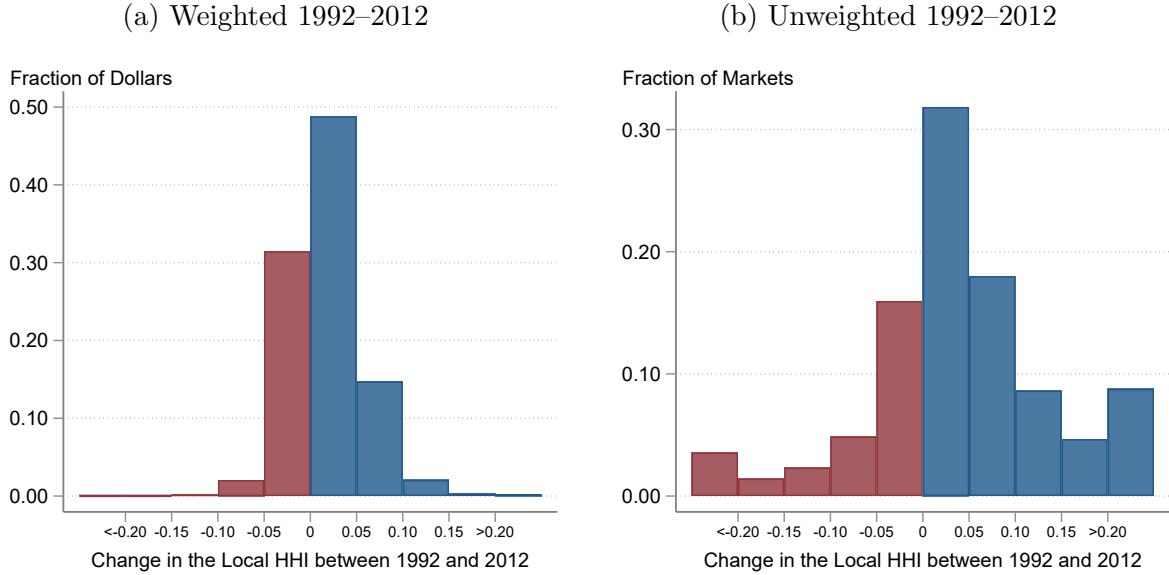 (a) Weighted 1992–2012
Fraction of Dollars
0.50
0.40
0.30
0.20
0.10
0.00
<-0.20 -0.15 -0.10 -0.05 0 0.05 0.10 0.15 >0.20
Change in the Local HHI between 1992 and 2012
(b) Unweighted 1992–2012
Fraction of Markets
0.30
0.20
0.10
0.00
<-0.20 -0.15 -0.10 -0.05 0 0.05 0.10 0.15 >0.20
Change in the Local HHI between 1992 and 2012